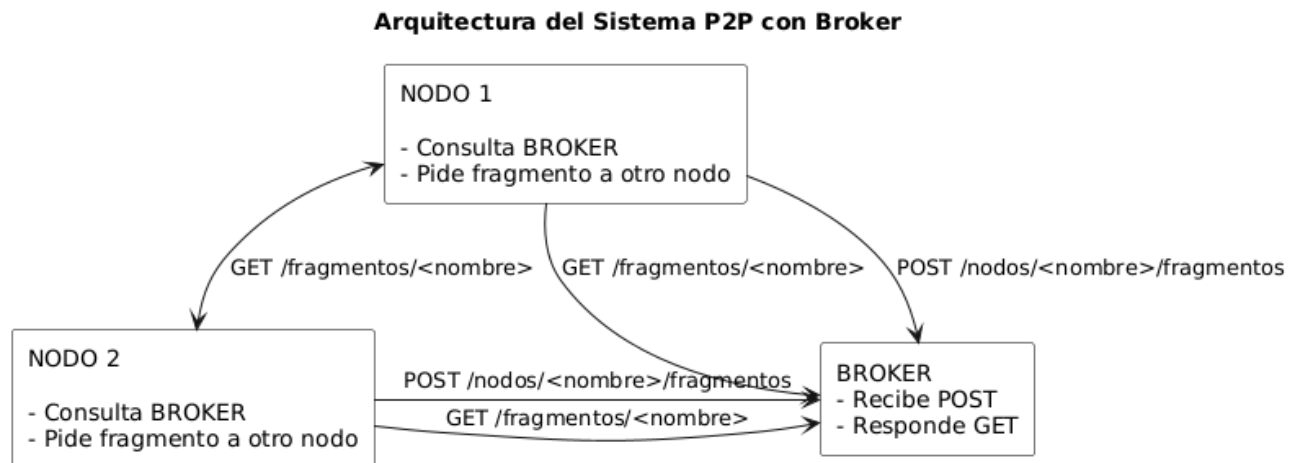 Arquitectura del Sistema P2P con Broker
NODO 1
- Consulta BROKER
- Pide fragmento a otro nodo
GET /fragmentos/<nombre>
GET /fragmentos/<nombre>
POST /nodos/<nombre>/fragmentos
NODO 2
- Consulta BROKER
- Pide fragmento a otro nodo
POST /nodos/<nombre>/fragmentos
GET /fragmentos/<nombre>
BROKER
- Recibe POST
- Responde GET